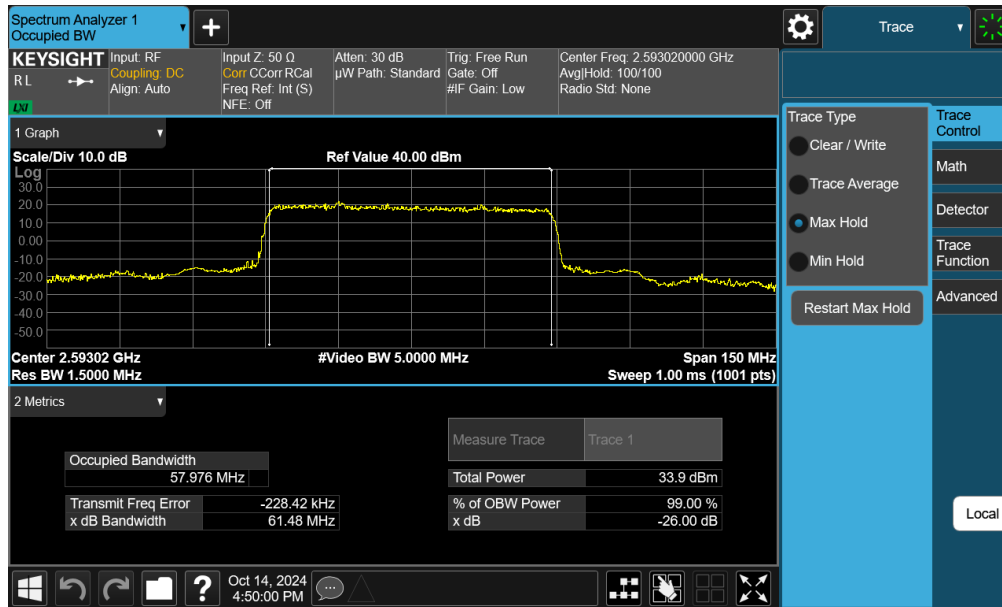 Spectrum Analyzer 1
Occupied BW
+
Trace
KEYSIGHT
R L
LXI
Input: RF
Coupling: DC
Align: Auto
Input Z: 50 Ω
Corr CCorr RCal
Freq Ref: Int (S)
NFE: Off
Atten: 30 dB
µW Path: Standard
Trig: Free Run
Gate: Off
#IF Gain: Low
Center Freq: 2.593020000 GHz
Avg|Hold: 100/100
Radio Std: None
1 Graph
Scale/Div 10.0 dB
Ref Value 40.00 dBm
Log
30.0
20.0
10.0
0.00
-10.0
-20.0
-30.0
-40.0
-50.0
Center 2.59302 GHz
#Video BW 5.0000 MHz
Span 150 MHz
Res BW 1.5000 MHz
Sweep 1.00 ms (1001 pts)
2 Metrics
Measure Trace
Trace 1
Occupied Bandwidth
57.976 MHz
Total Power
33.9 dBm
Transmit Freq Error
-228.42 kHz
% of OBW Power
99.00 %
x dB Bandwidth
61.48 MHz
x dB
-26.00 dB
Trace Type
Clear / Write
Trace Average
Max Hold
Min Hold
Restart Max Hold
Trace
Control
Math
Detector
Trace
Function
Advanced
Local
?
Oct 14, 2024
4:50:00 PM